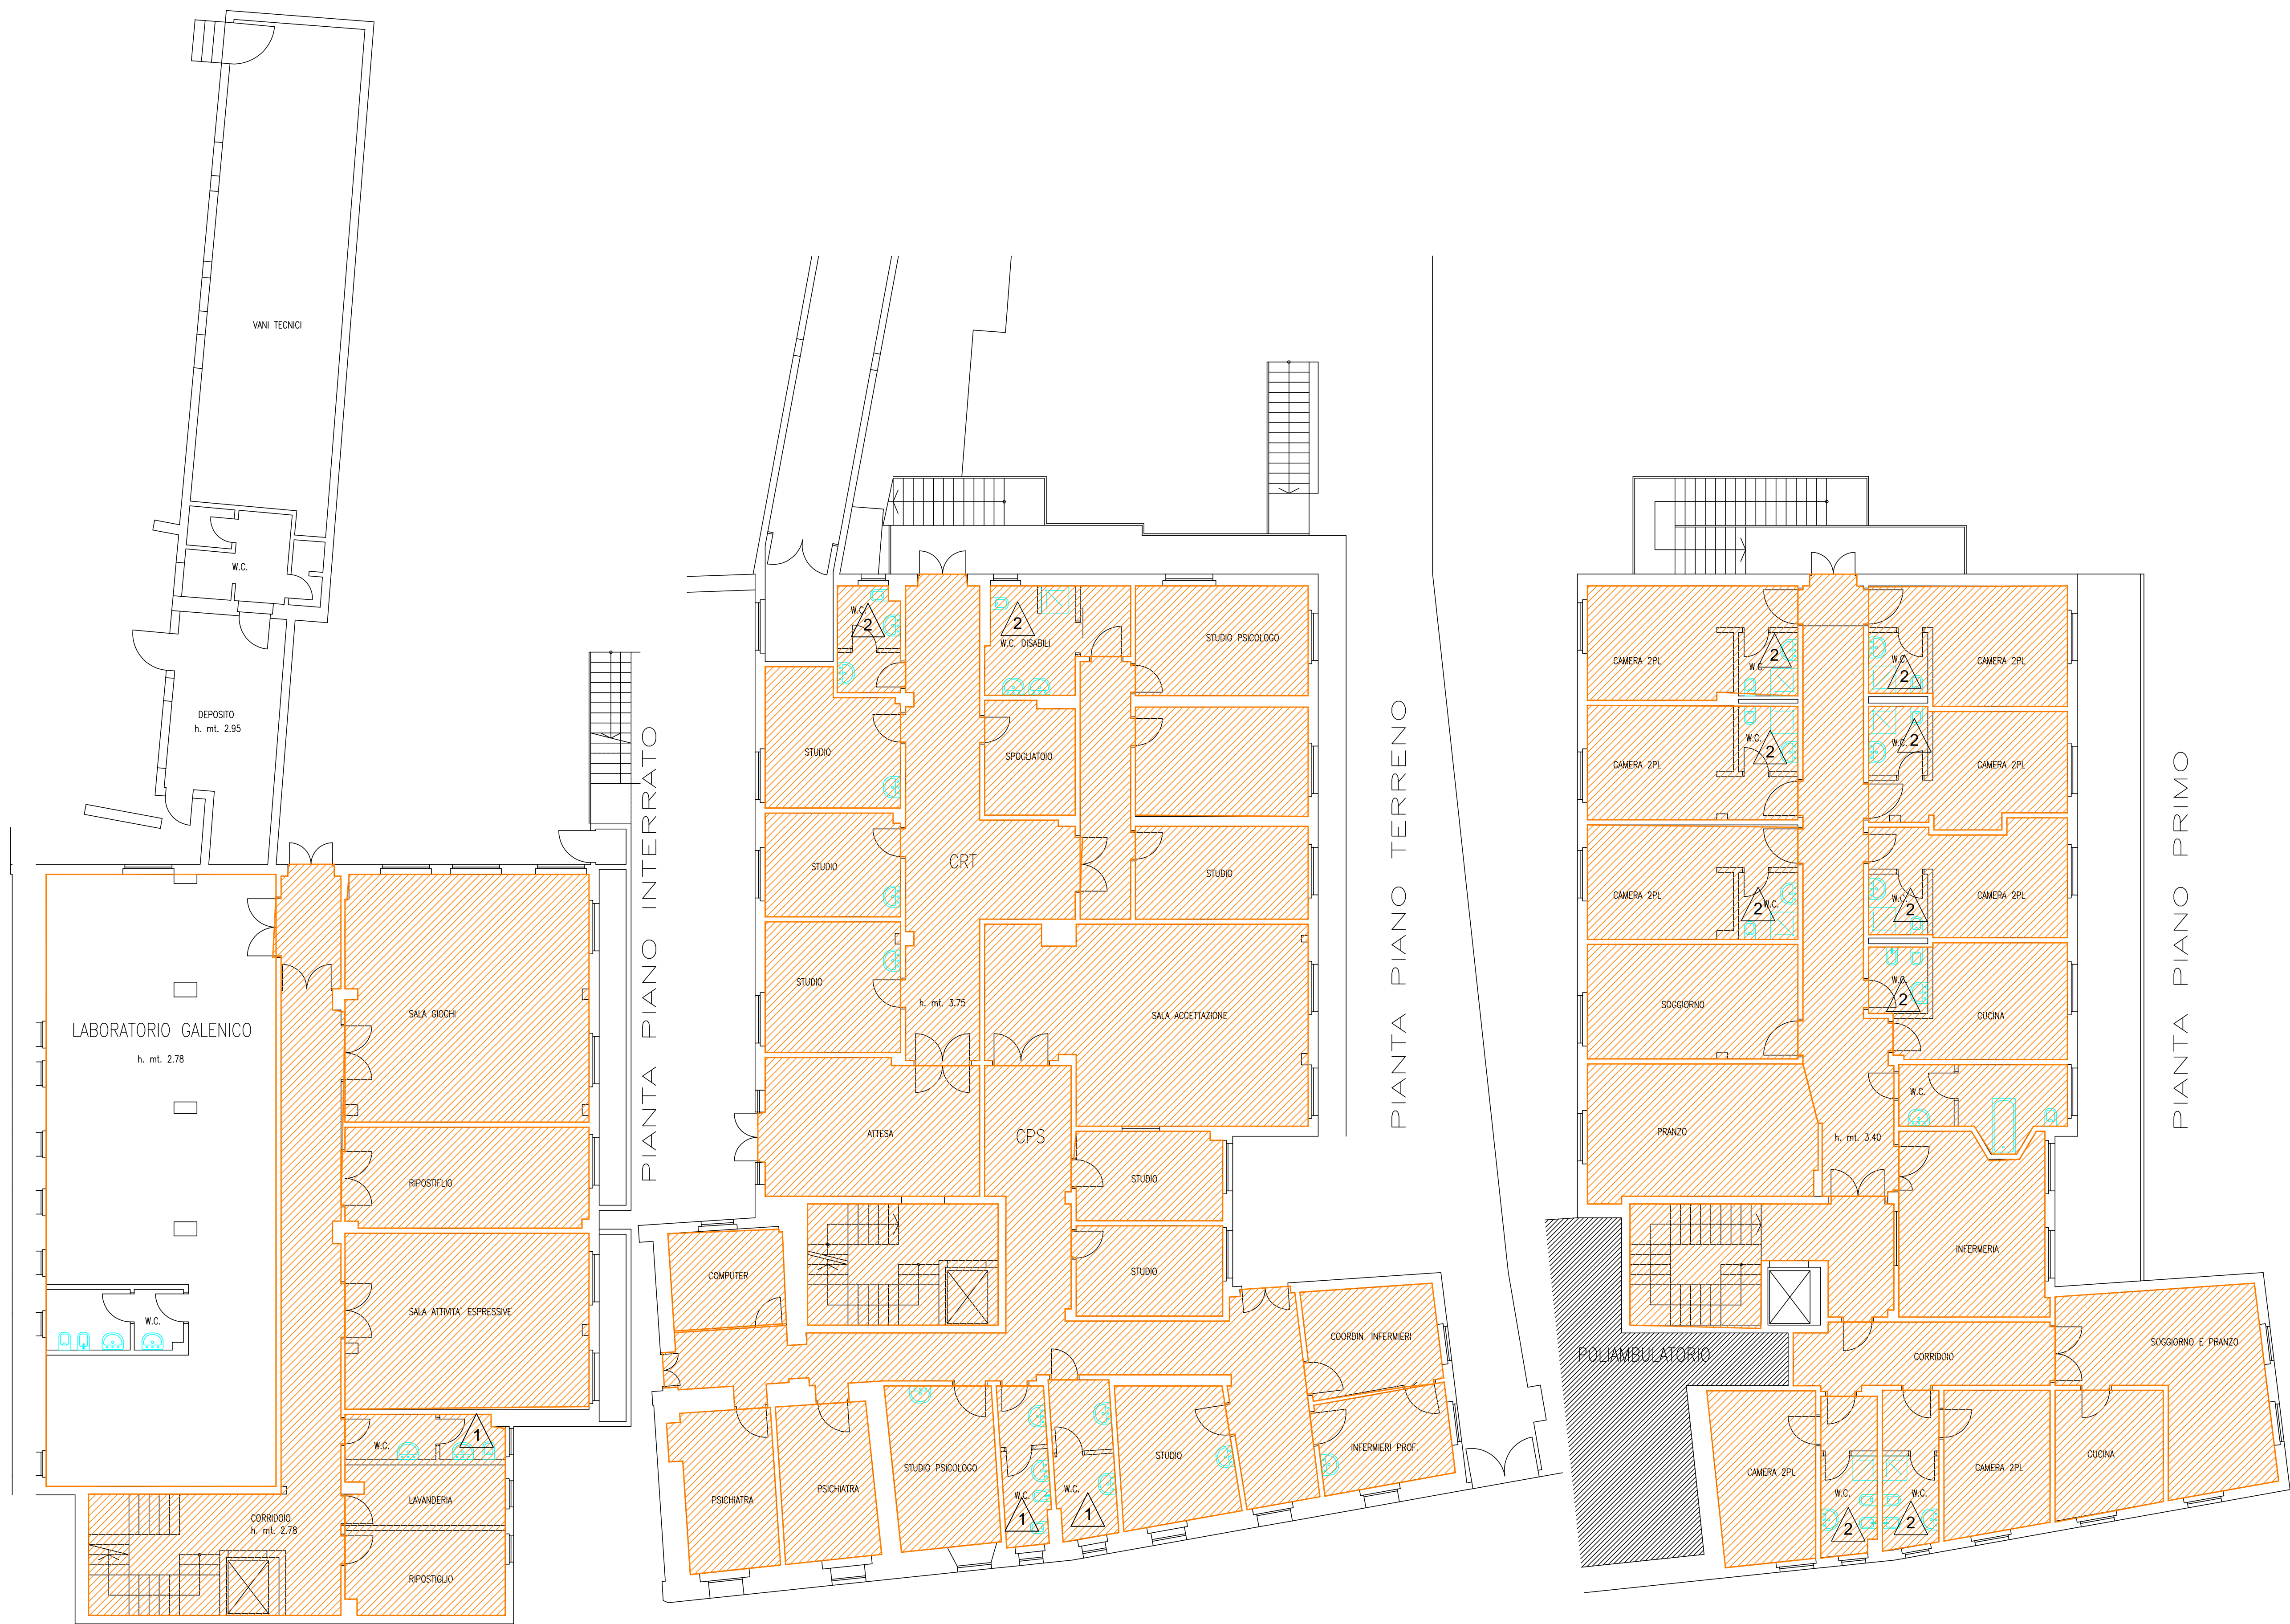 VANI TECNICI
W.C.
DEPOSITO
h. mt. 2.95
LABORATORIO GALENICO
h. mt. 2.78
SALA GIOCHI
RIPOSTIFLIO
SALA ATTIVITA' ESPRESSIVE
W.C.
W.C.
1
LAVANDERIA
CORRIDOIO
h. mt. 2.78
RIPOSTIGLIO
PIANTA PIANO INTERRATO
W.C.
2
2
W.C. DISABILI
STUDIO PSICOLOGO
STUDIO
SPOGLIATOIO
STUDIO
CRT
STUDIO
STUDIO
h. mt. 3.75
SALA ACCETTAZIONE
ATTESA
CPS
STUDIO
STUDIO
COMPUTER
COORDIN. INFERMIERI
INFERMIERI PROF.
PSICHIATRA
PSICHIATRA
STUDIO PSICOLOGO
W.C.
1
W.C.
1
STUDIO
PIANTA PIANO TERRENO
CAMERA 2PL
W.C.
2
W.C.
2
CAMERA 2PL
CAMERA 2PL
W.C.
2
W.C.
2
CAMERA 2PL
CAMERA 2PL
W.C.
2
W.C.
2
CAMERA 2PL
SOGGIORNO
W.C.
2
CUCINA
PRANZO
h. mt. 3.40
W.C.
INFERMERIA
POLIAMBULATORIO
CORRIDOIO
SOGGIORNO E PRANZO
CAMERA 2PL
W.C.
2
W.C.
2
CAMERA 2PL
CUCINA
PIANTA PIANO PRIMO